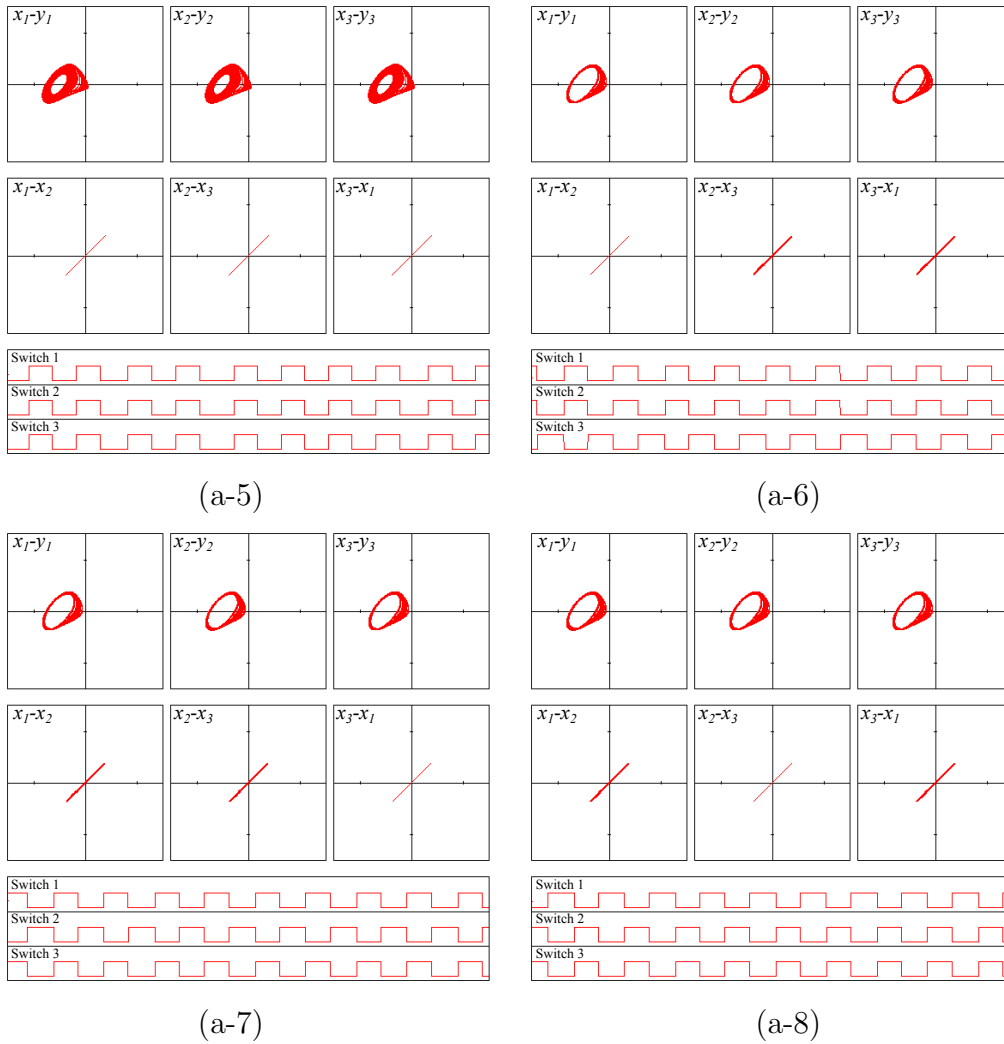 x1-y1 x2-y2 x3-y3
x1-x2 x2-x3 x3-x1
Switch 1
Switch 2
Switch 3
(a-5)
x1-y1 x2-y2 x3-y3
x1-x2 x2-x3 x3-x1
Switch 1
Switch 2
Switch 3
(a-6)
x1-y1 x2-y2 x3-y3
x1-x2 x2-x3 x3-x1
Switch 1
Switch 2
Switch 3
(a-7)
x1-y1 x2-y2 x3-y3
x1-x2 x2-x3 x3-x1
Switch 1
Switch 2
Switch 3
(a-8)